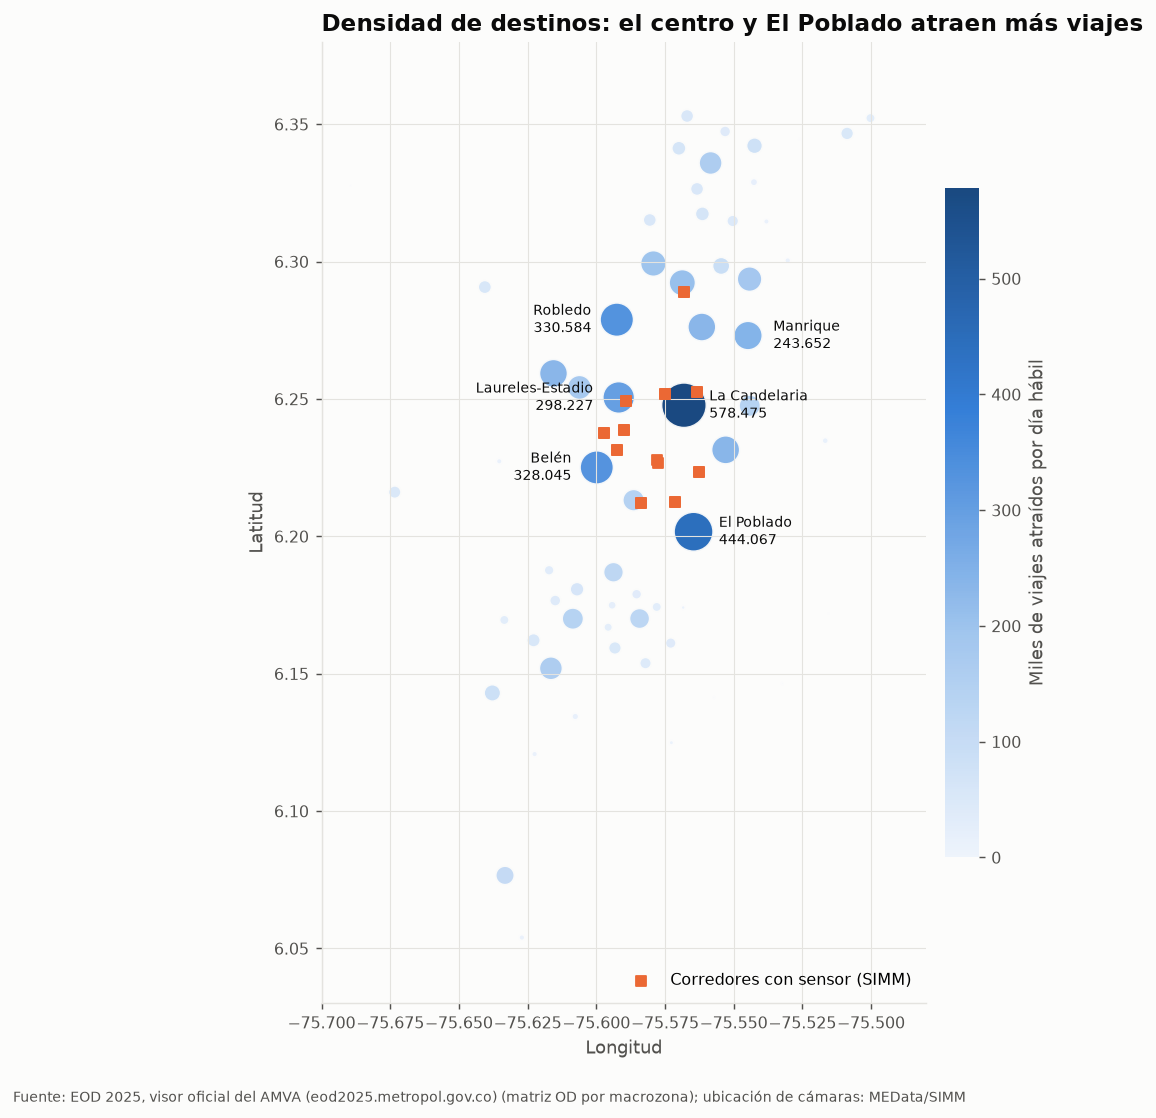 Densidad de destinos: el centro y El Poblado atraen más viajes
6.35
6.30
6.25
6.20
6.15
6.10
6.05
Latitud
Robledo
330.584
Manrique
243.652
Laureles-Estadio
298.227
La Candelaria
578.475
Belén
328.045
El Poblado
444.067
Corredores con sensor (SIMM)
−75.700 −75.675 −75.650 −75.625 −75.600 −75.575 −75.550 −75.525 −75.500
Longitud
500
400
300
200
100
0
Miles de viajes atraídos por día hábil
Fuente: EOD 2025, visor oficial del AMVA (eod2025.metropol.gov.co) (matriz OD por macrozona); ubicación de cámaras: MEData/SIMM